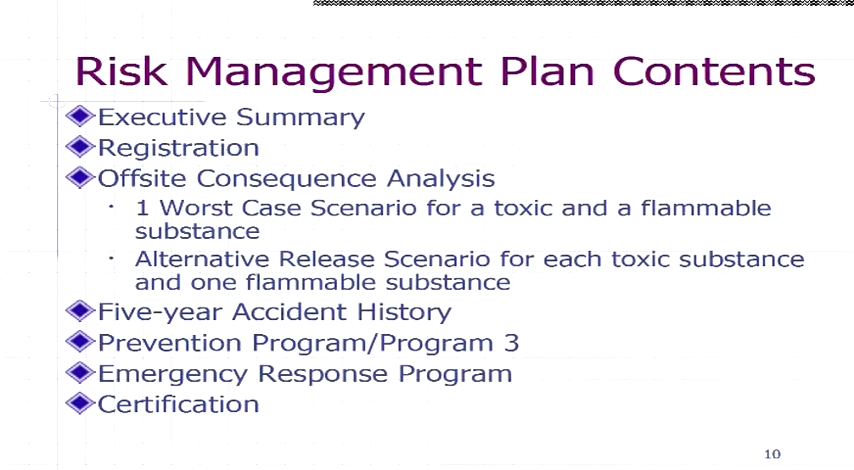 Risk Management Plan Contents
Executive Summary
Registration
Offsite Consequence Analysis
· 1 Worst Case Scenario for a toxic and a flammable
substance
· Alternative Release Scenario for each toxic substance
and one flammable substance
Five-year Accident History
Prevention Program/Program 3
Emergency Response Program
Certification
10